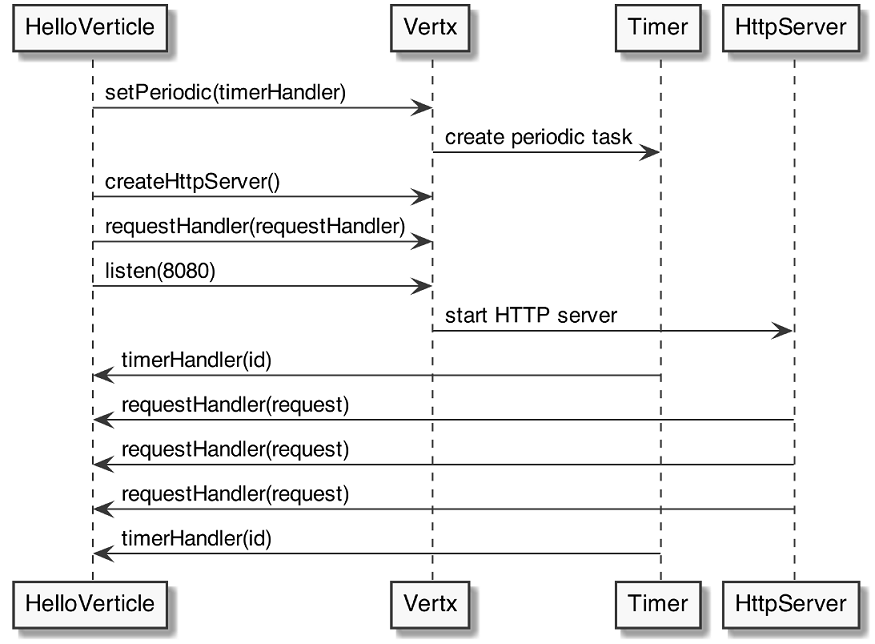 HelloVerticle Vertx Timer HttpServer
setPeriodic(timerHandler)
create periodic task
createHttpServer()
requestHandler(requestHandler)
listen(8080)
start HTTP server
timerHandler(id)
requestHandler(request)
requestHandler(request)
requestHandler(request)
timerHandler(id)
HelloVerticle Vertx Timer HttpServer